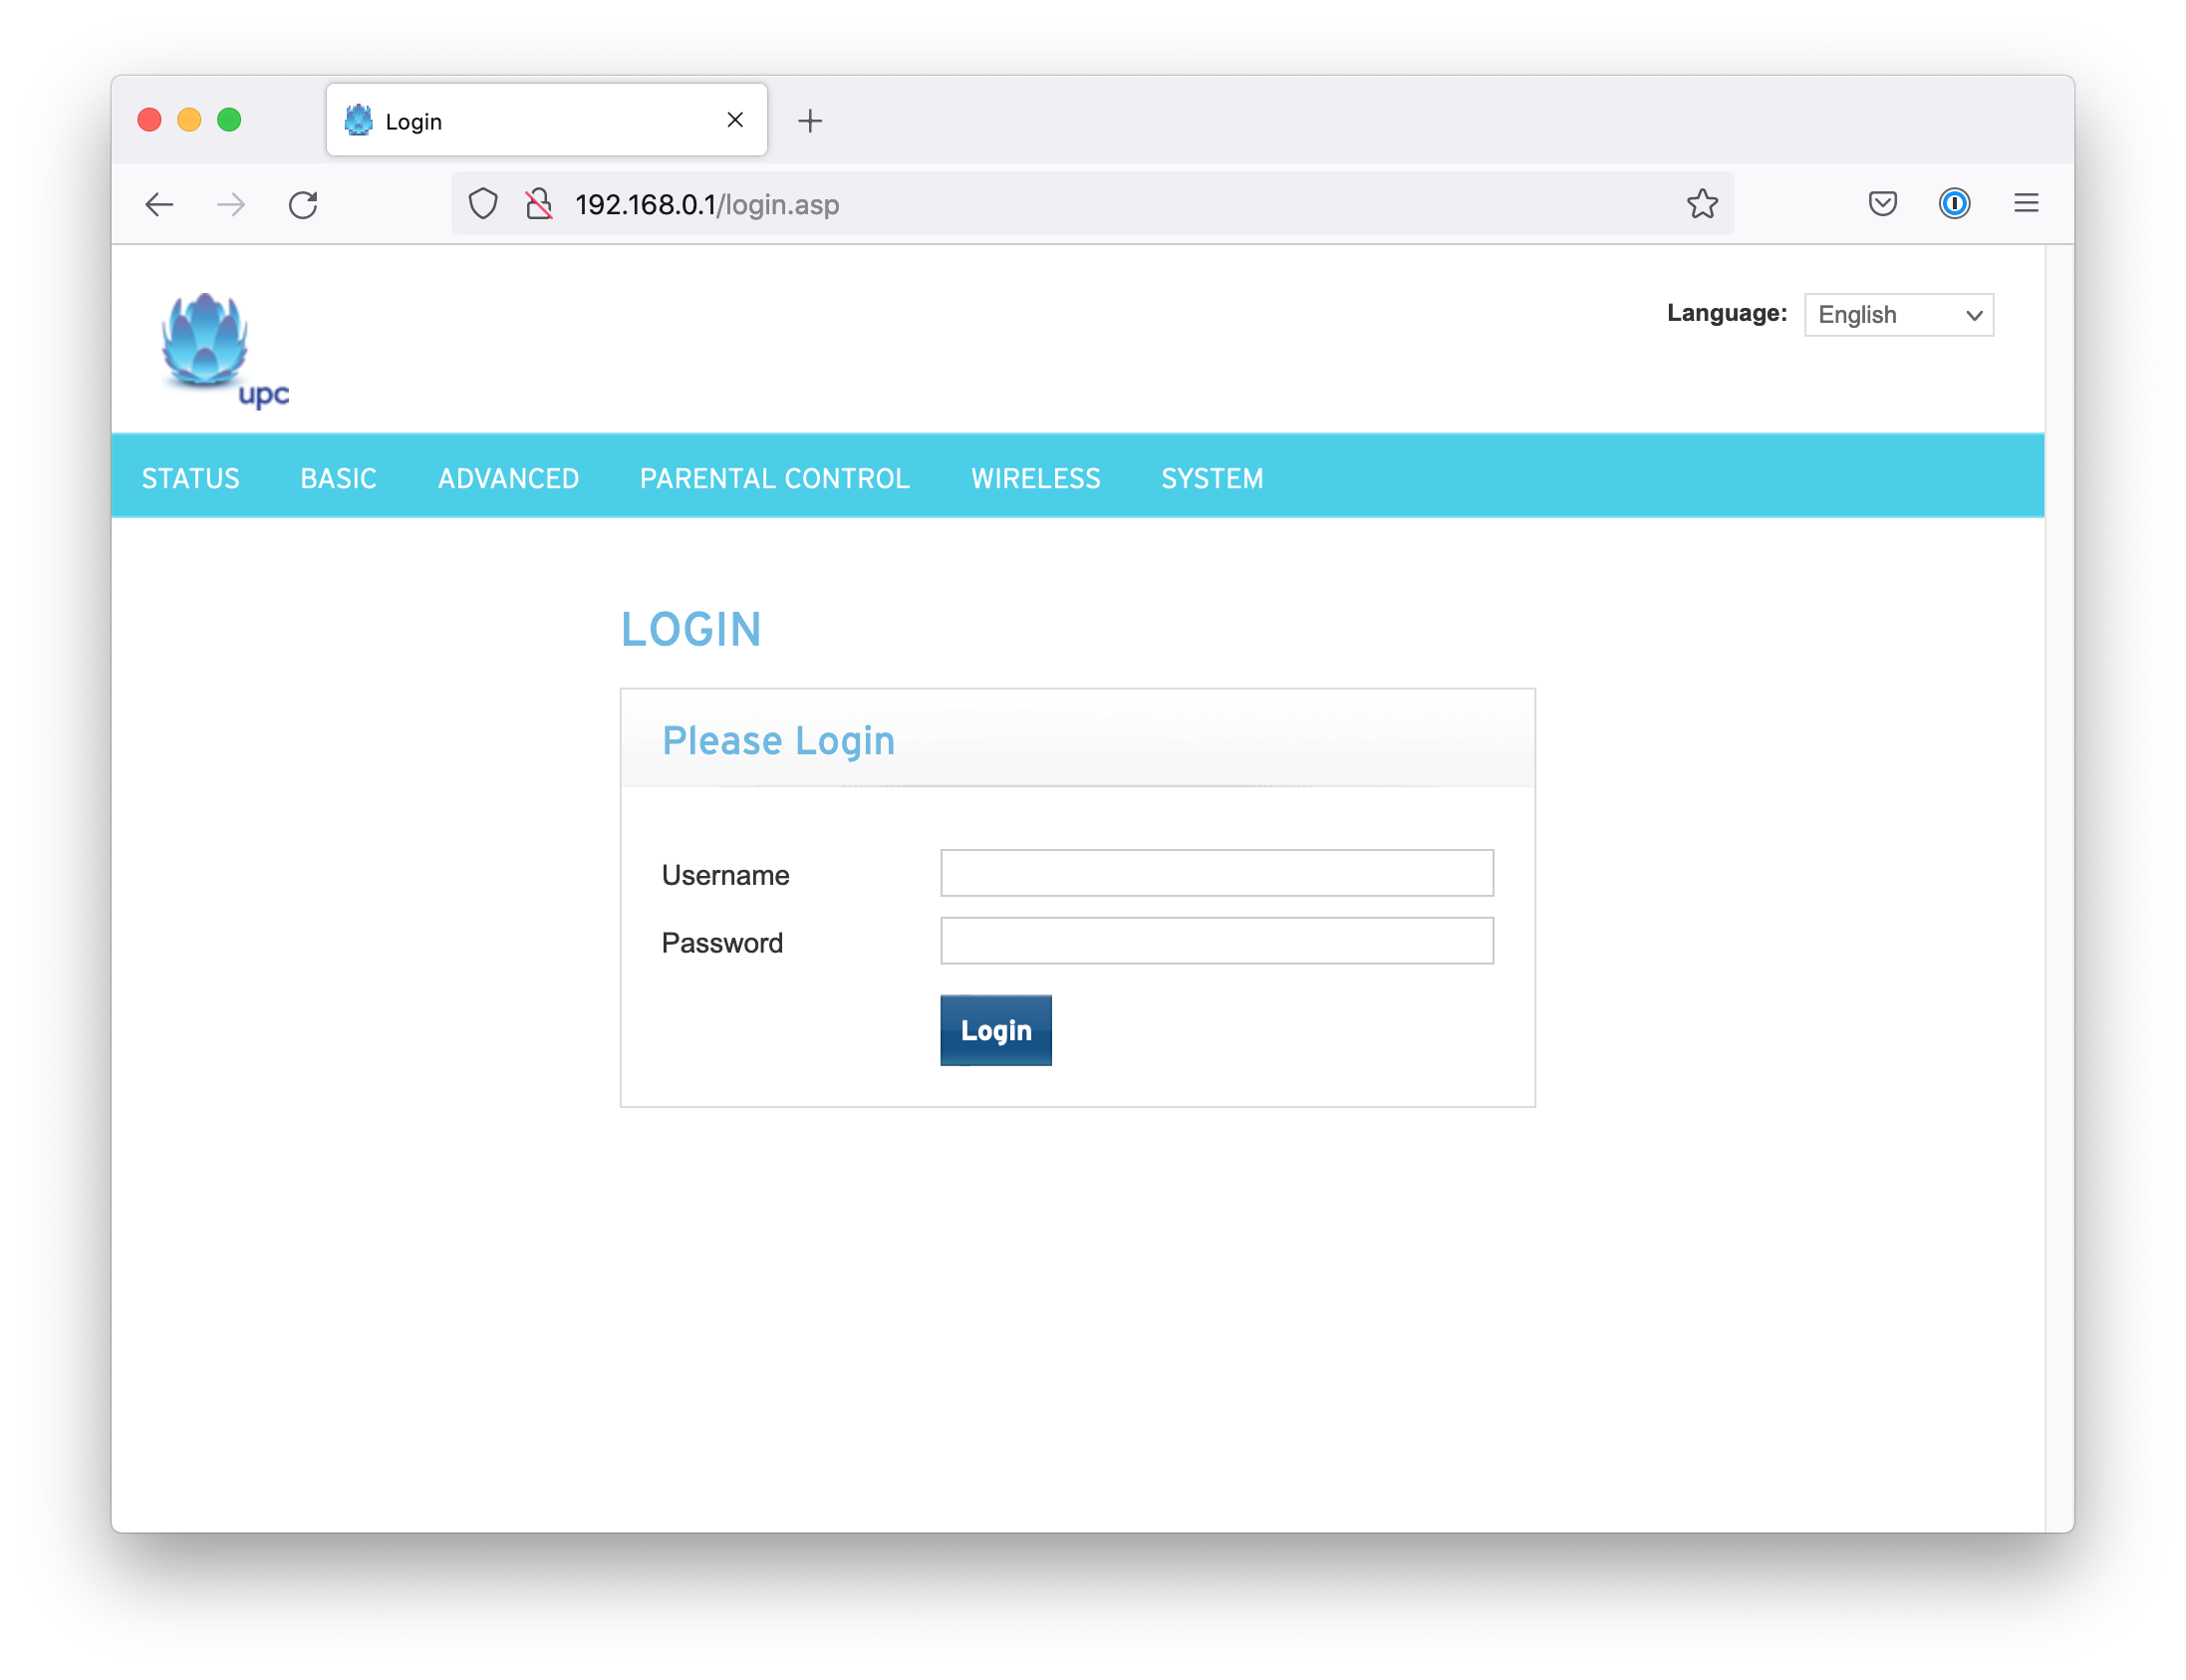 Login
192.168.0.1/login.asp
upc
Language: English
STATUS BASIC ADVANCED PARENTAL CONTROL WIRELESS SYSTEM
LOGIN
Please Login
Username
Password
Login